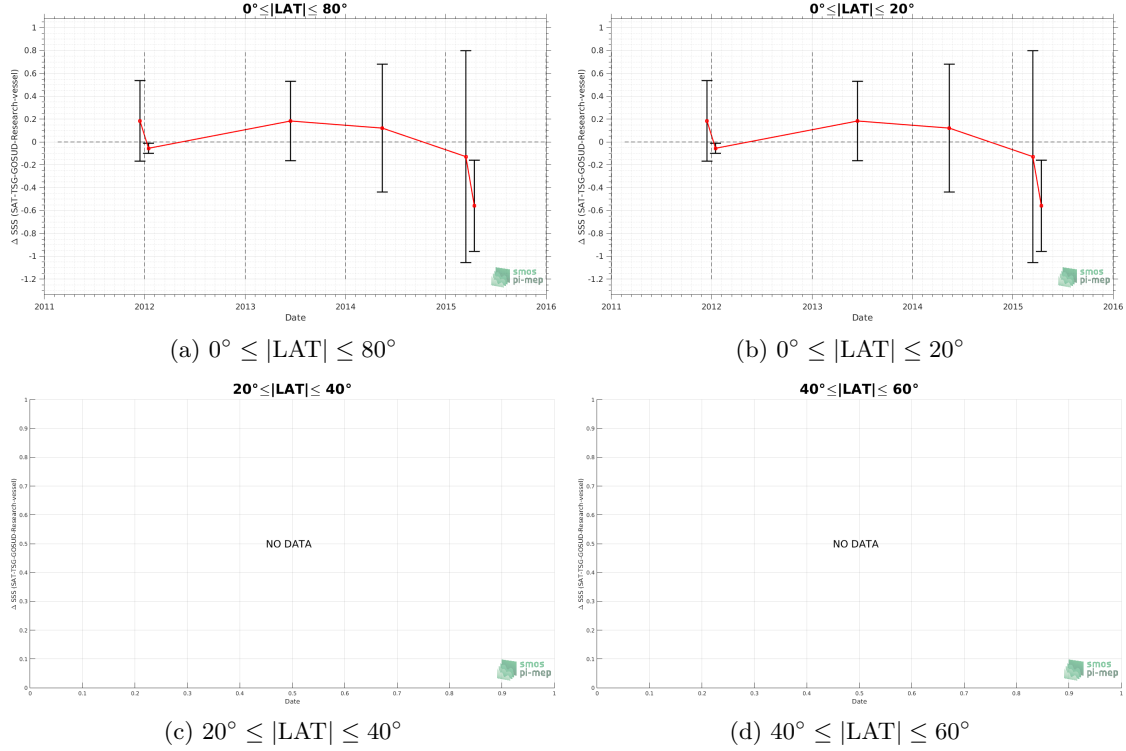 0°≤|LAT|≤ 80°
1
0.8
0.6
0.4
0.2
0
-0.2
-0.4
-0.6
-0.8
-1
-1.2
Δ SSS (SAT-TSG-GOSUD-Research-vessel)
2011 2012 2013 2014 2015 2016
Date
smos
pi-mep
(a) 0° ≤ |LAT| ≤ 80°
0°≤|LAT|≤ 20°
1
0.8
0.6
0.4
0.2
0
-0.2
-0.4
-0.6
-0.8
-1
-1.2
Δ SSS (SAT-TSG-GOSUD-Research-vessel)
2011 2012 2013 2014 2015 2016
Date
smos
pi-mep
(b) 0° ≤ |LAT| ≤ 20°
20°≤|LAT|≤ 40°
1
0.9
0.8
0.7
0.6
0.5
0.4
0.3
0.2
0.1
0
Δ SSS (SAT-TSG-GOSUD-Research-vessel)
NO DATA
0 0.1 0.2 0.3 0.4 0.5 0.6 0.7 0.8 0.9 1
Date
smos
pi-mep
(c) 20° ≤ |LAT| ≤ 40°
40°≤|LAT|≤ 60°
1
0.9
0.8
0.7
0.6
0.5
0.4
0.3
0.2
0.1
0
Δ SSS (SAT-TSG-GOSUD-Research-vessel)
NO DATA
0 0.1 0.2 0.3 0.4 0.5 0.6 0.7 0.8 0.9 1
Date
smos
pi-mep
(d) 40° ≤ |LAT| ≤ 60°